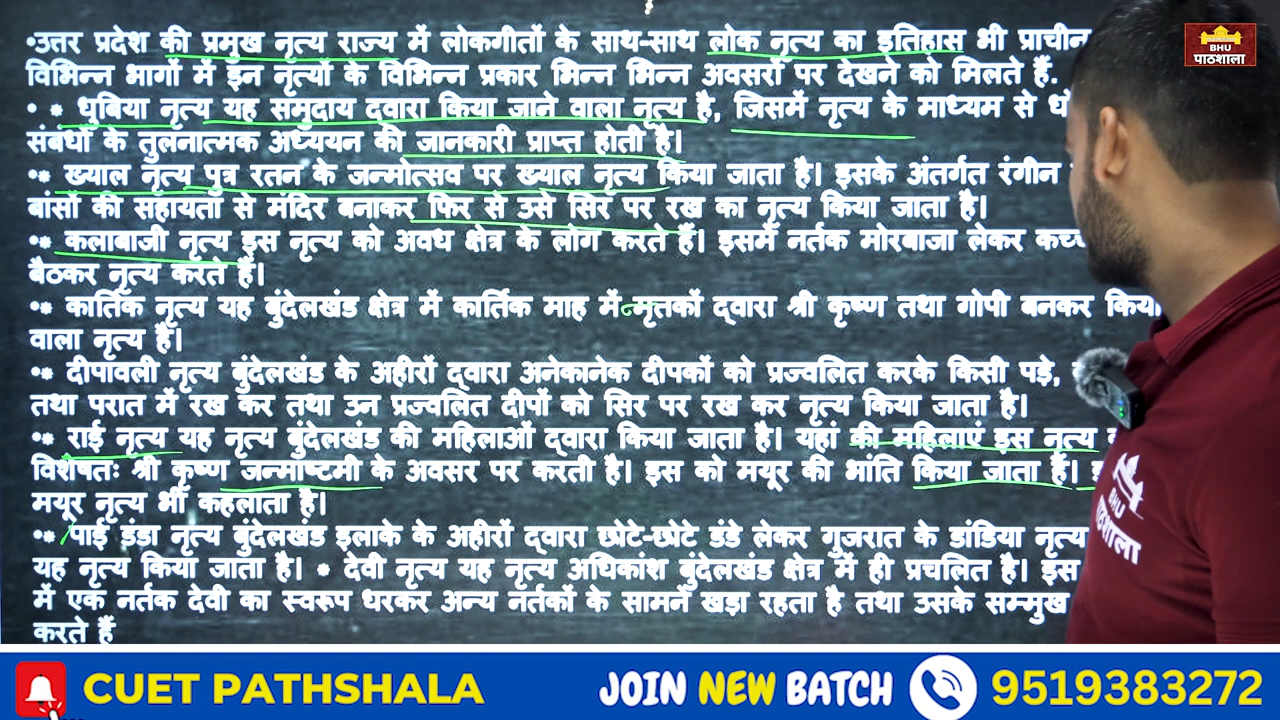 •उत्तर प्रदेश की प्रमुख नृत्य राज्य में लोकगीतों के साथ-साथ लोक नृत्य का इतिहास भी प्राचीन
विभिन्न भागों में इन नृत्यों के विभिन्न प्रकार भिन्न भिन्न अवसरों पर देखने को मिलते हैं.
• * धुबिया नृत्य यह समुदाय द्वारा किया जाने वाला नृत्य है, जिसमें नृत्य के माध्यम से
संबंधों के तुलनात्मक अध्ययन की जानकारी प्राप्त होती है।
•* ख्याल नृत्य पुत्र रतन के जन्मोत्सव पर ख्याल नृत्य किया जाता है। इसके अंतर्गत रंगीन
बांसों की सहायता से मंदिर बनाकर फिर से उसे सिर पर रख का नृत्य किया जाता है।
•* कलाबाजी नृत्य इस नृत्य को अवध क्षेत्र के लोग करते हैं। इसमें नर्तक मोरबाजा लेकर
बैठकर नृत्य करते हैं।
•* कार्तिक नृत्य यह बुंदेलखंड क्षेत्र में कार्तिक माह में मृतकों द्वारा श्री कृष्ण तथा गोपी बनकर किया
वाला नृत्य है।
•* दीपावली नृत्य बुंदेलखंड के अहीरों द्वारा अनेकानेक दीपकों को प्रज्वलित करके किसी पड़े,
तथा परात में रख कर तथा उन प्रज्वलित दीपों को सिर पर रख कर नृत्य किया जाता है।
•* राई नृत्य यह नृत्य बुंदेलखंड की महिलाओं द्वारा किया जाता है। यहां की महिलाएं इस नृत्य
विशेषतः श्री कृष्ण जन्माष्टमी के अवसर पर करती है। इस को मयूर की भांति किया जाता हैं।
मयूर नृत्य भी कहलाता है।
•* पाई डंडा नृत्य बुंदेलखंड इलाके के अहीरों द्वारा छोटे-छोटे डंडे लेकर गुजरात के डांडिया नृत्य
यह नृत्य किया जाता है। * देवी नृत्य यह नृत्य अधिकांश बुंदेलखंड क्षेत्र में ही प्रचलित है। इस
में एक नर्तक देवी का स्वरूप धरकर अन्य नर्तकों के सामने खड़ा रहता है तथा उसके सम्मुख
करते हैं
BHU
पाठशाला
BHU
पाठशाला
CUET PATHSHALA
JOIN NEW BATCH
9519383272